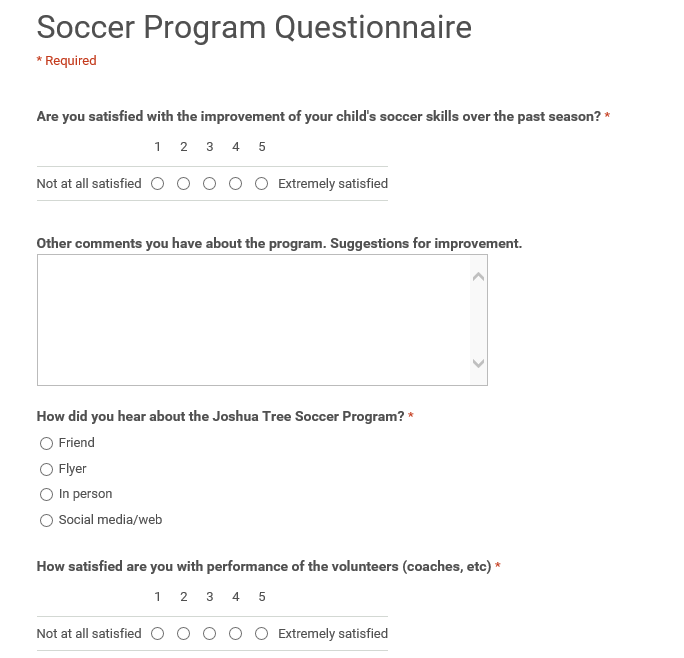 Soccer Program Questionnaire
* Required
Are you satisfied with the improvement of your child's soccer skills over the past season? *
1 2 3 4 5
Not at all satisfied Extremely satisfied
Other comments you have about the program. Suggestions for improvement.
How did you hear about the Joshua Tree Soccer Program? *
Friend
Flyer
In person
Social media/web
How satisfied are you with performance of the volunteers (coaches, etc) *
1 2 3 4 5
Not at all satisfied Extremely satisfied